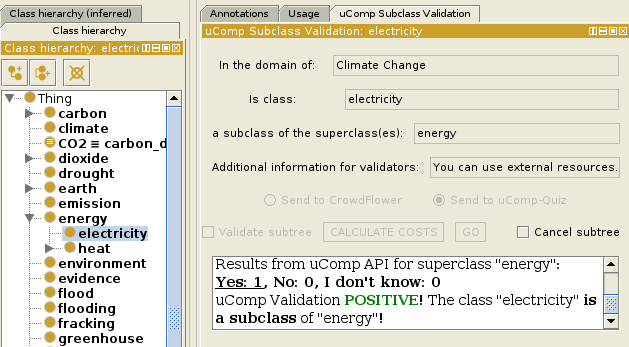 Class hierarchy (inferred)
Class hierarchy
Class hierarchy: electric
Thing
carbon
climate
CO2 ≡ carbon_d
dioxide
drought
earth
emission
energy
electricity
heat
environment
evidence
flood
flooding
fracking
greenhouse
Annotations Usage uComp Subclass Validation
uComp Subclass Validation: electricity
In the domain of: Climate Change
Is class: electricity
a subclass of the superclass(es): energy
Additional information for validators: You can use external resources.
Send to CrowdFlower Send to uComp-Quiz
Validate subtree CALCULATE COSTS GO Cancel subtree
Results from uComp API for superclass "energy":
Yes: 1, No: 0, I don't know: 0
uComp Validation POSITIVE! The class "electricity" is
a subclass of "energy"!